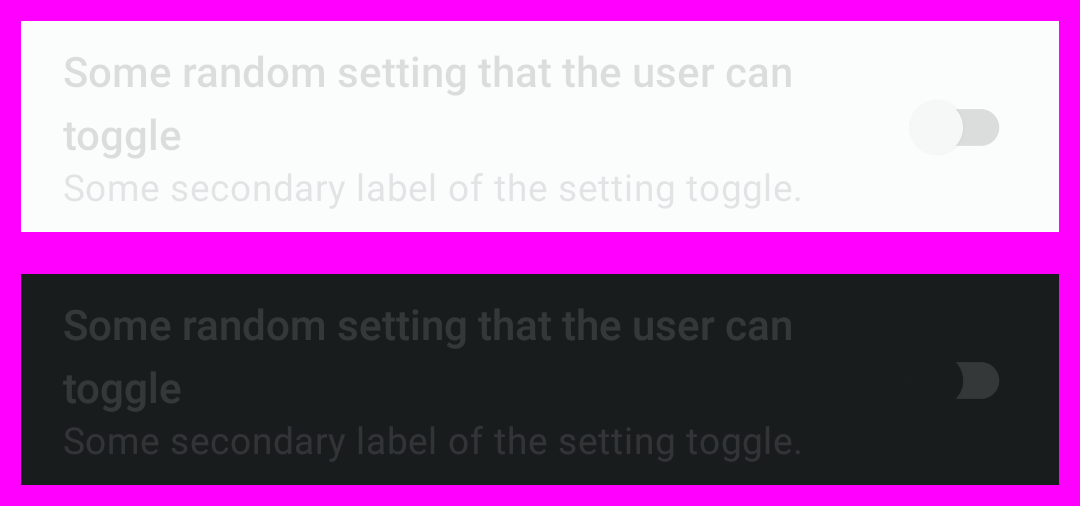 Some random setting that the user can
toggle
Some secondary label of the setting toggle.
Some random setting that the user can
toggle
Some secondary label of the setting toggle.